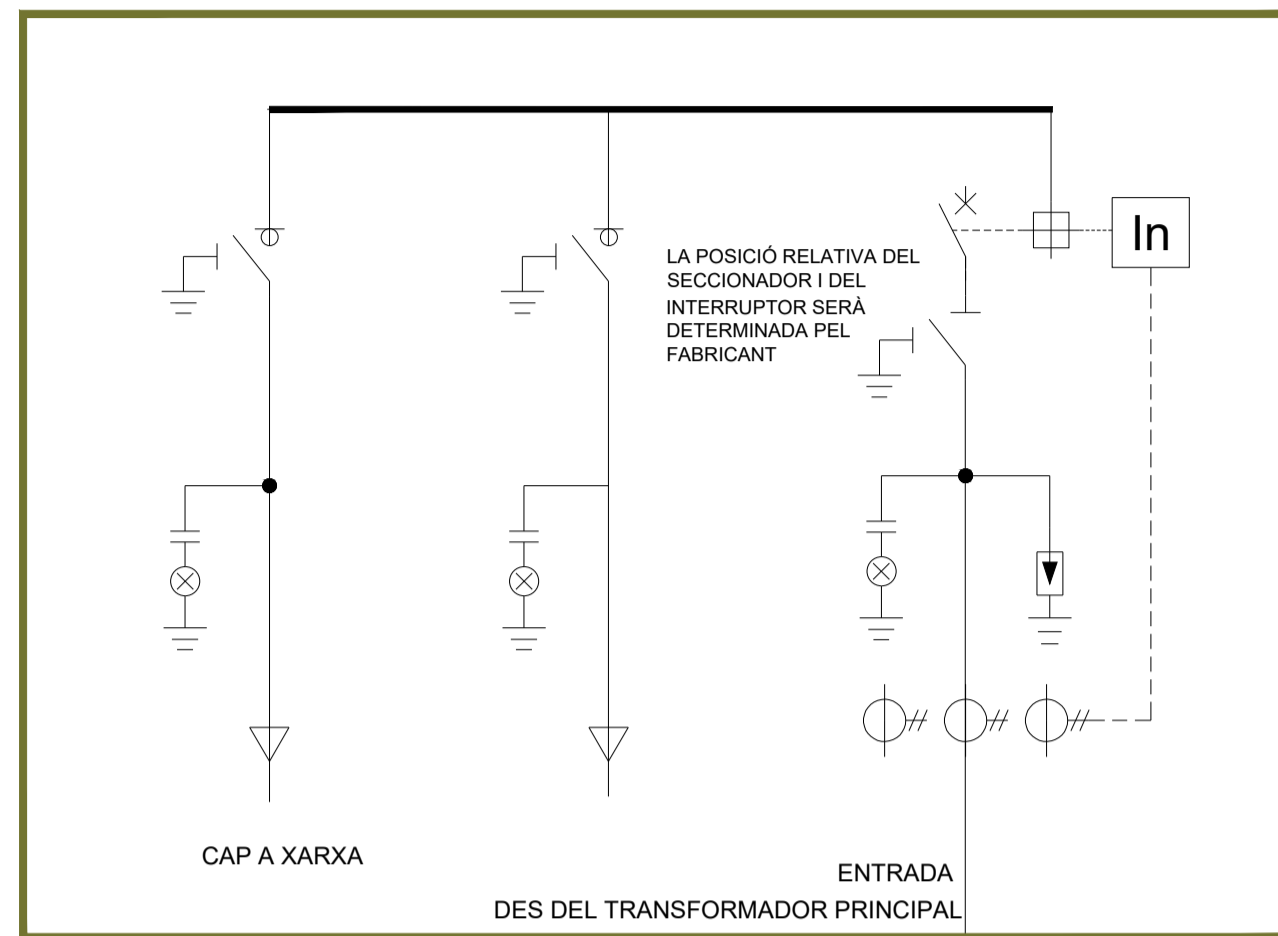 LA POSICIÓ RELATIVA DEL
SECCIONADOR I DEL
INTERRUPTOR SERÀ
DETERMINADA PEL
FABRICANT
In
CAP A XARXA
ENTRADA
DES DEL TRANSFORMADOR PRINCIPAL